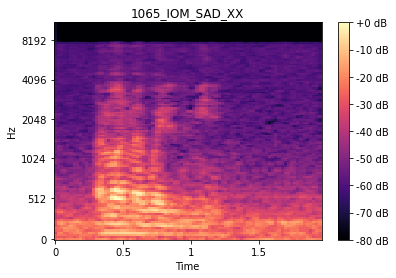 1065_IOM_SAD_XX
8192
4096
2048
1024
512
0
Hz
0
0.5
1
1.5
Time
+0 dB
-10 dB
-20 dB
-30 dB
-40 dB
-50 dB
-60 dB
-70 dB
-80 dB